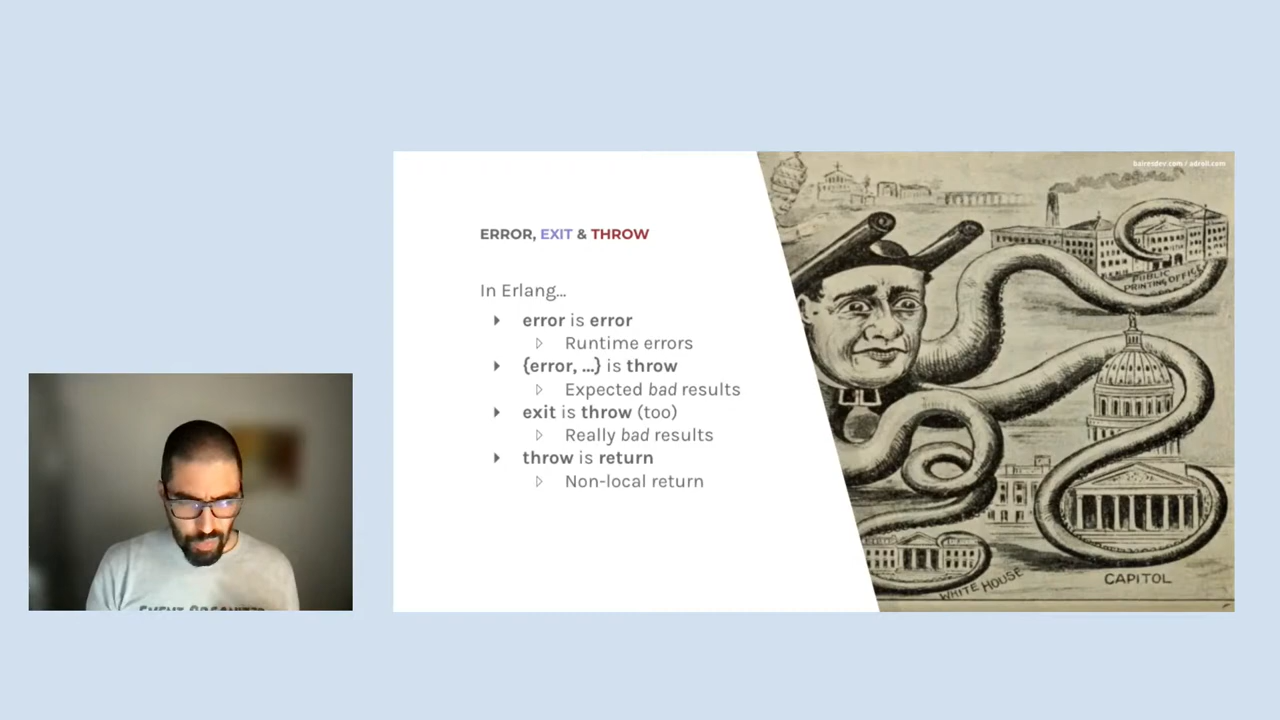 bairesdev.com / adroll.com
ERROR, EXIT & THROW
In Erlang...
error is error
Runtime errors
{error, ...} is throw
Expected bad results
exit is throw (too)
Really bad results
throw is return
Non-local return
PUBLIC
PRINTING OFFICE
WHITE HOUSE
CAPITOL
EVENT ORGANIZER